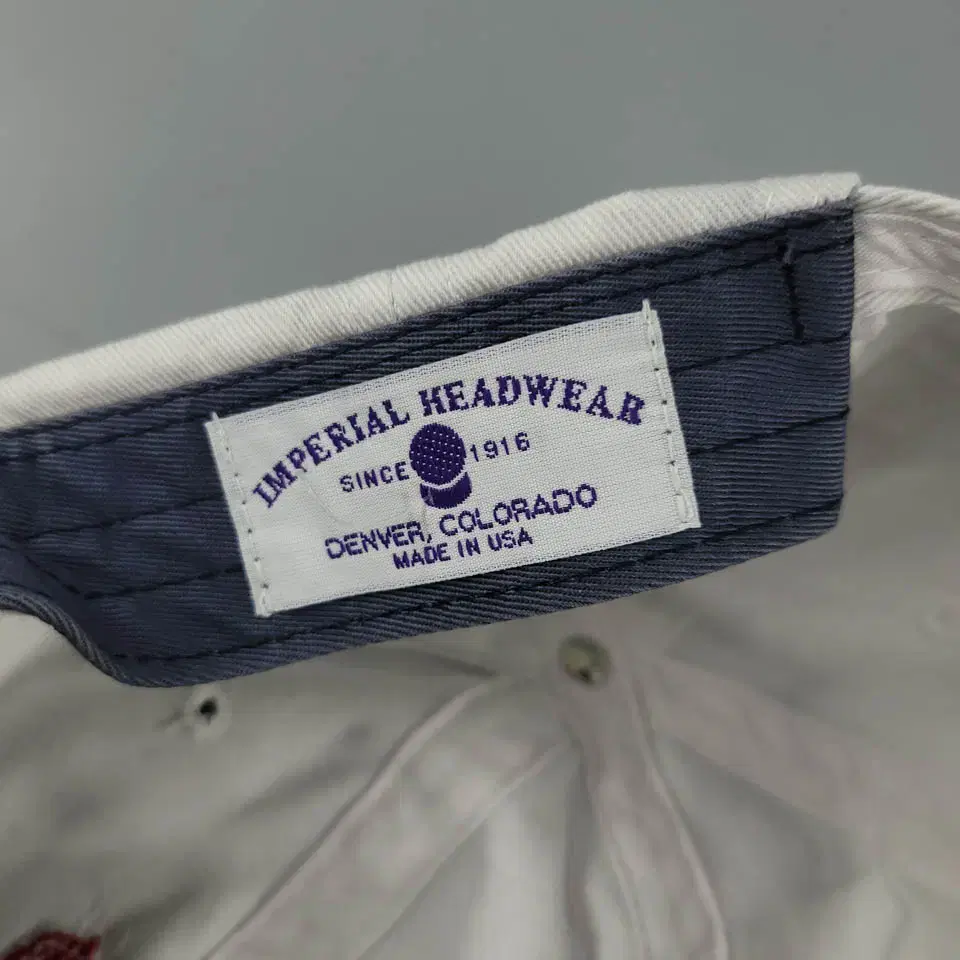 IMPERIAL HEADWEAR
SINCE 1916
DENVER, COLORADO
MADE IN USA